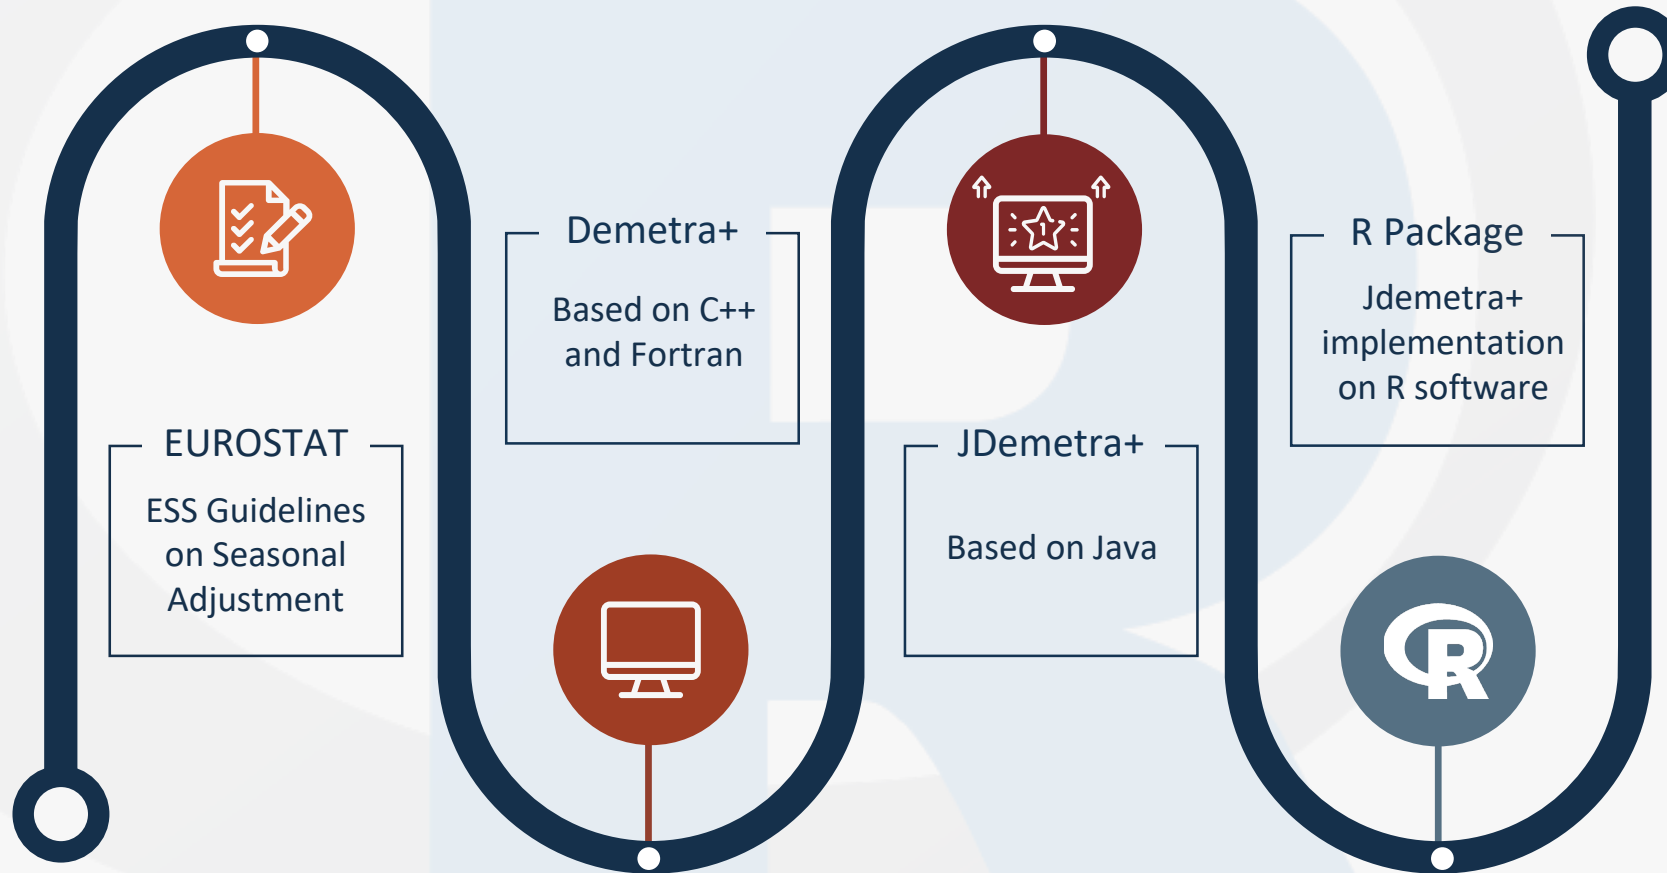 EUROSTAT
ESS Guidelines
on Seasonal
Adjustment
Demetra+
Based on C++
and Fortran
1
JDemetra+
Based on Java
R Package
Jdemetra+
implementation
on R software
R